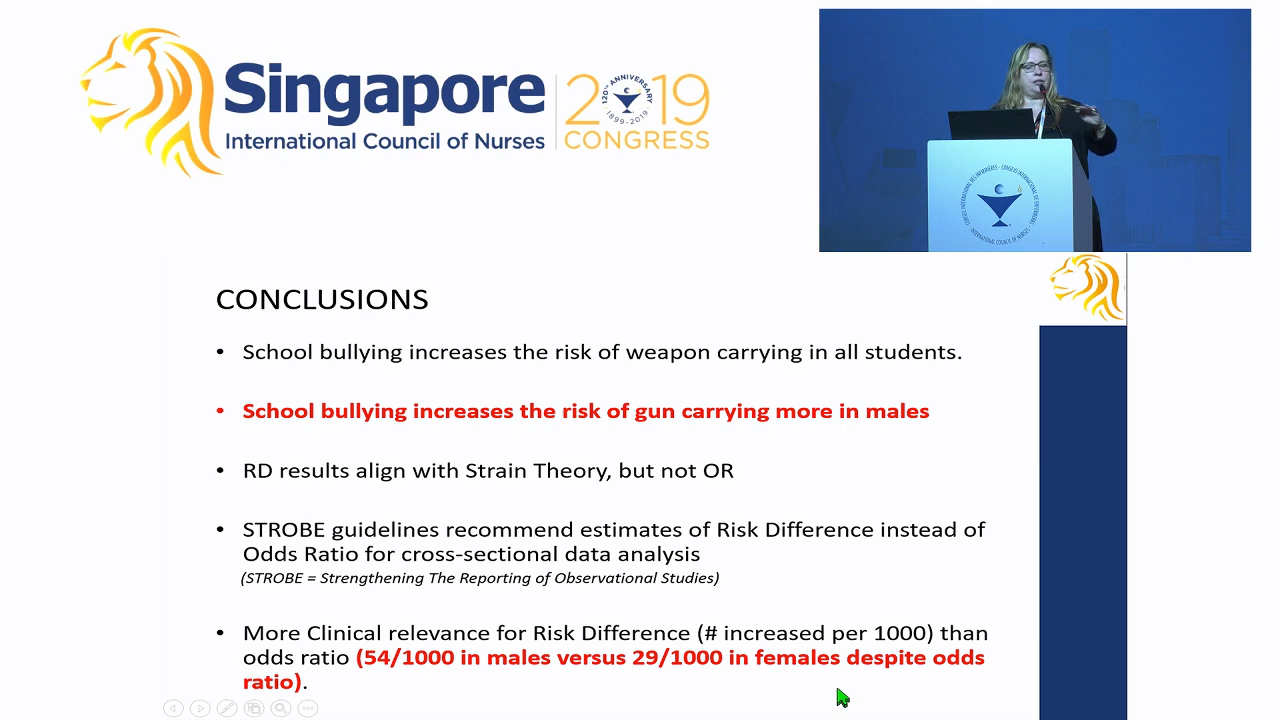 Singapore
International Council of Nurses
2019
CONGRESS
120TH ANNIVERSARY
1899-2019
CONCLUSIONS
• School bullying increases the risk of weapon carrying in all students.
• School bullying increases the risk of gun carrying more in males
• RD results align with Strain Theory, but not OR
• STROBE guidelines recommend estimates of Risk Difference instead of
Odds Ratio for cross-sectional data analysis
(STROBE = Strengthening The Reporting of Observational Studies)
• More Clinical relevance for Risk Difference (# increased per 1000) than
odds ratio (54/1000 in males versus 29/1000 in females despite odds
ratio).